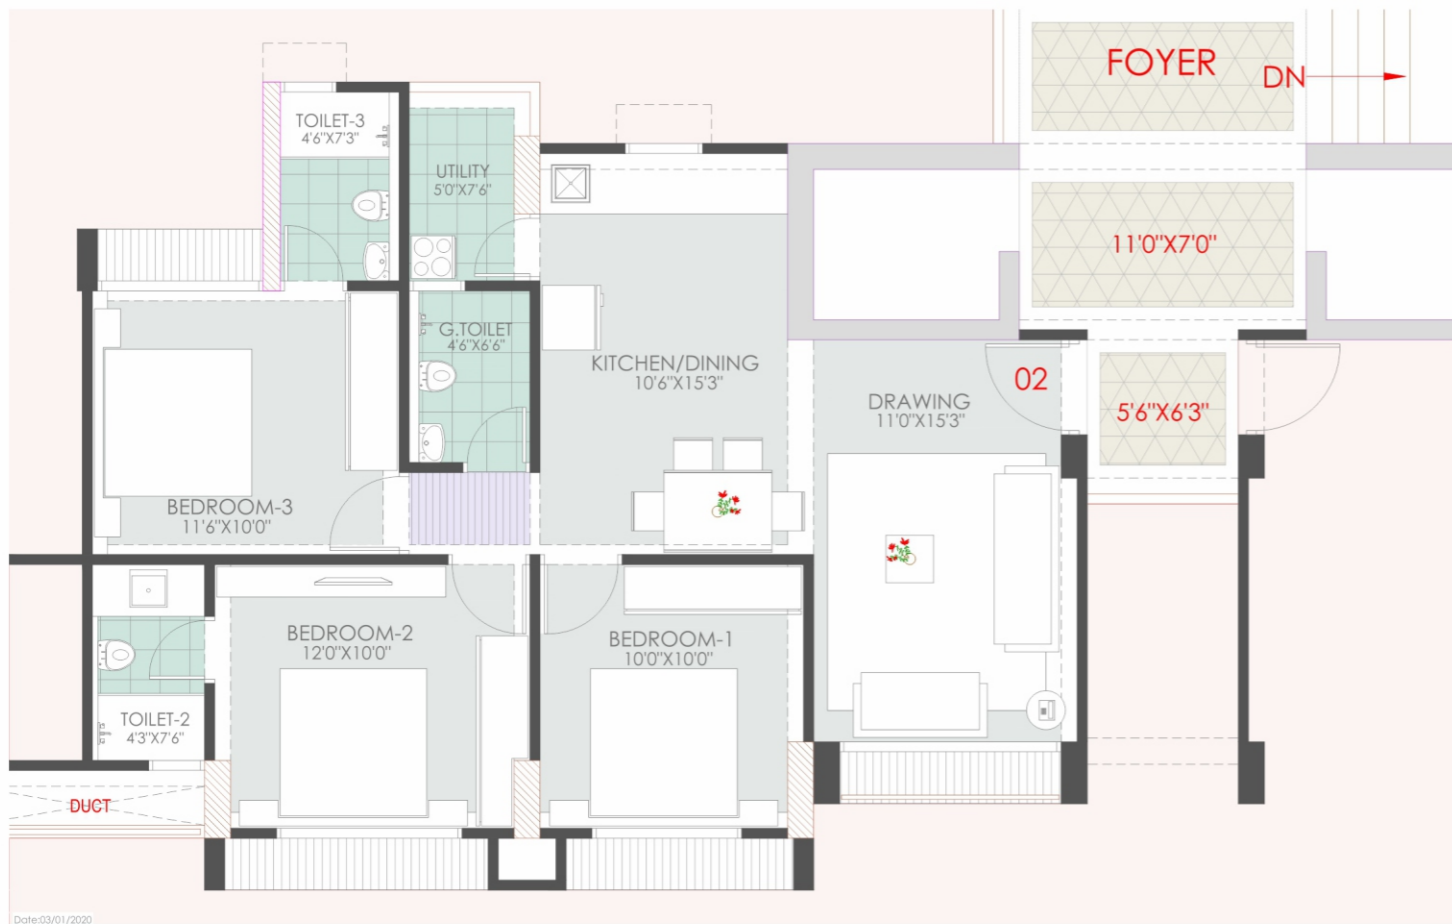 FOYER
DN
TOILET-3
4'6"X7'3"
UTILITY
5'0"X7'6"
11'0"X7'0"
G.TOILET
4'6"X6'6"
KITCHEN/DINING
10'6"X15'3"
02
DRAWING
11'0"X15'3"
5'6"X6'3"
BEDROOM-3
11'6"X10'0"
BEDROOM-2
12'0"X10'0"
BEDROOM-1
10'0"X10'0"
TOILET-2
4'3"X7'6"
DUCT
Date:03/01/2020